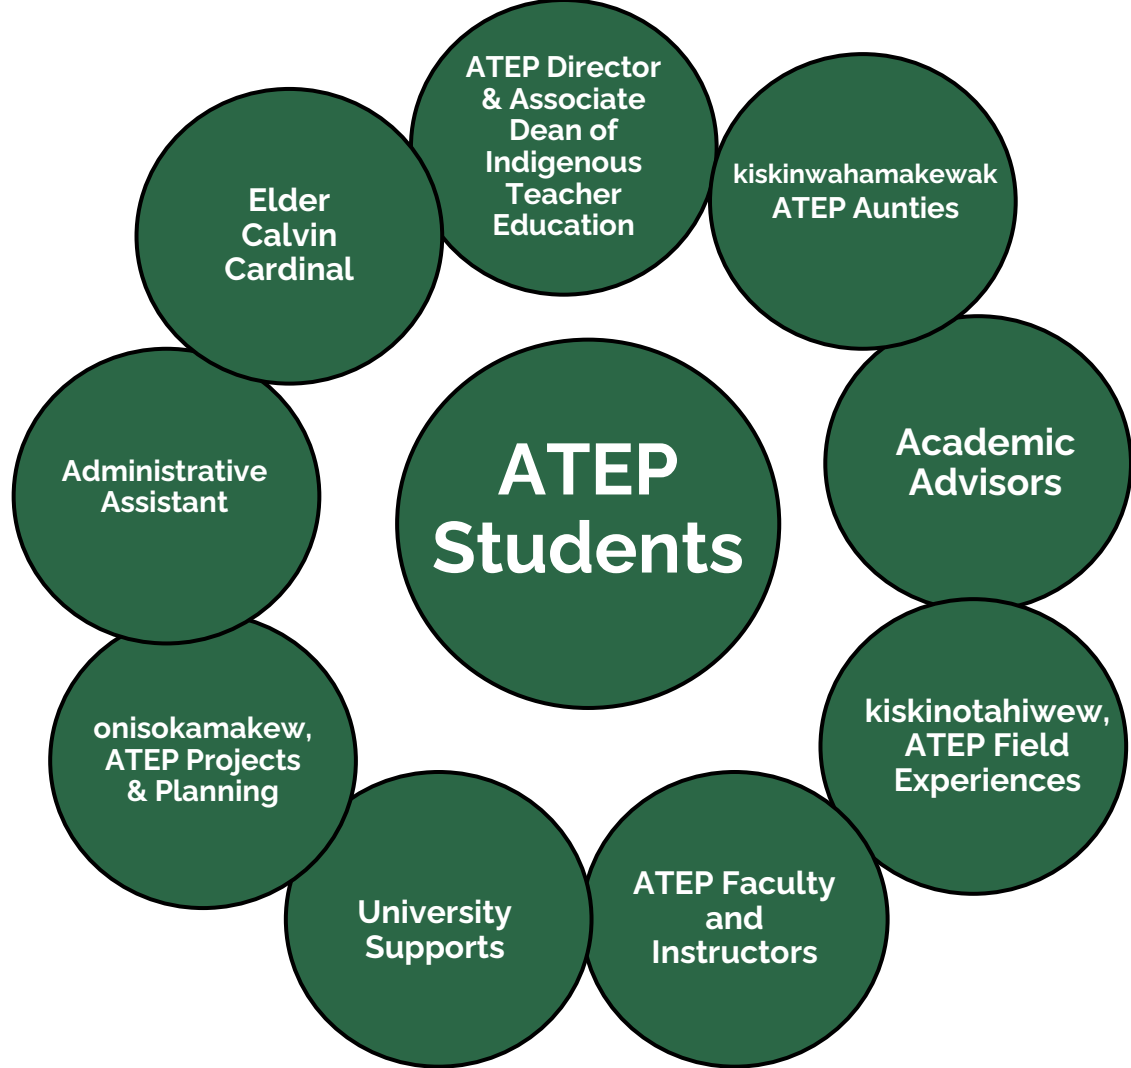 ATEP Director
& Associate
Dean of
Indigenous
Teacher
Education
kiskinwahamakewak
ATEP Aunties
Academic
Advisors
kiskinotahiwew,
ATEP Field
Experiences
ATEP Faculty
and
Instructors
University
Supports
onisokamakew,
ATEP Projects
& Planning
Administrative
Assistant
Elder
Calvin
Cardinal
ATEP
Students